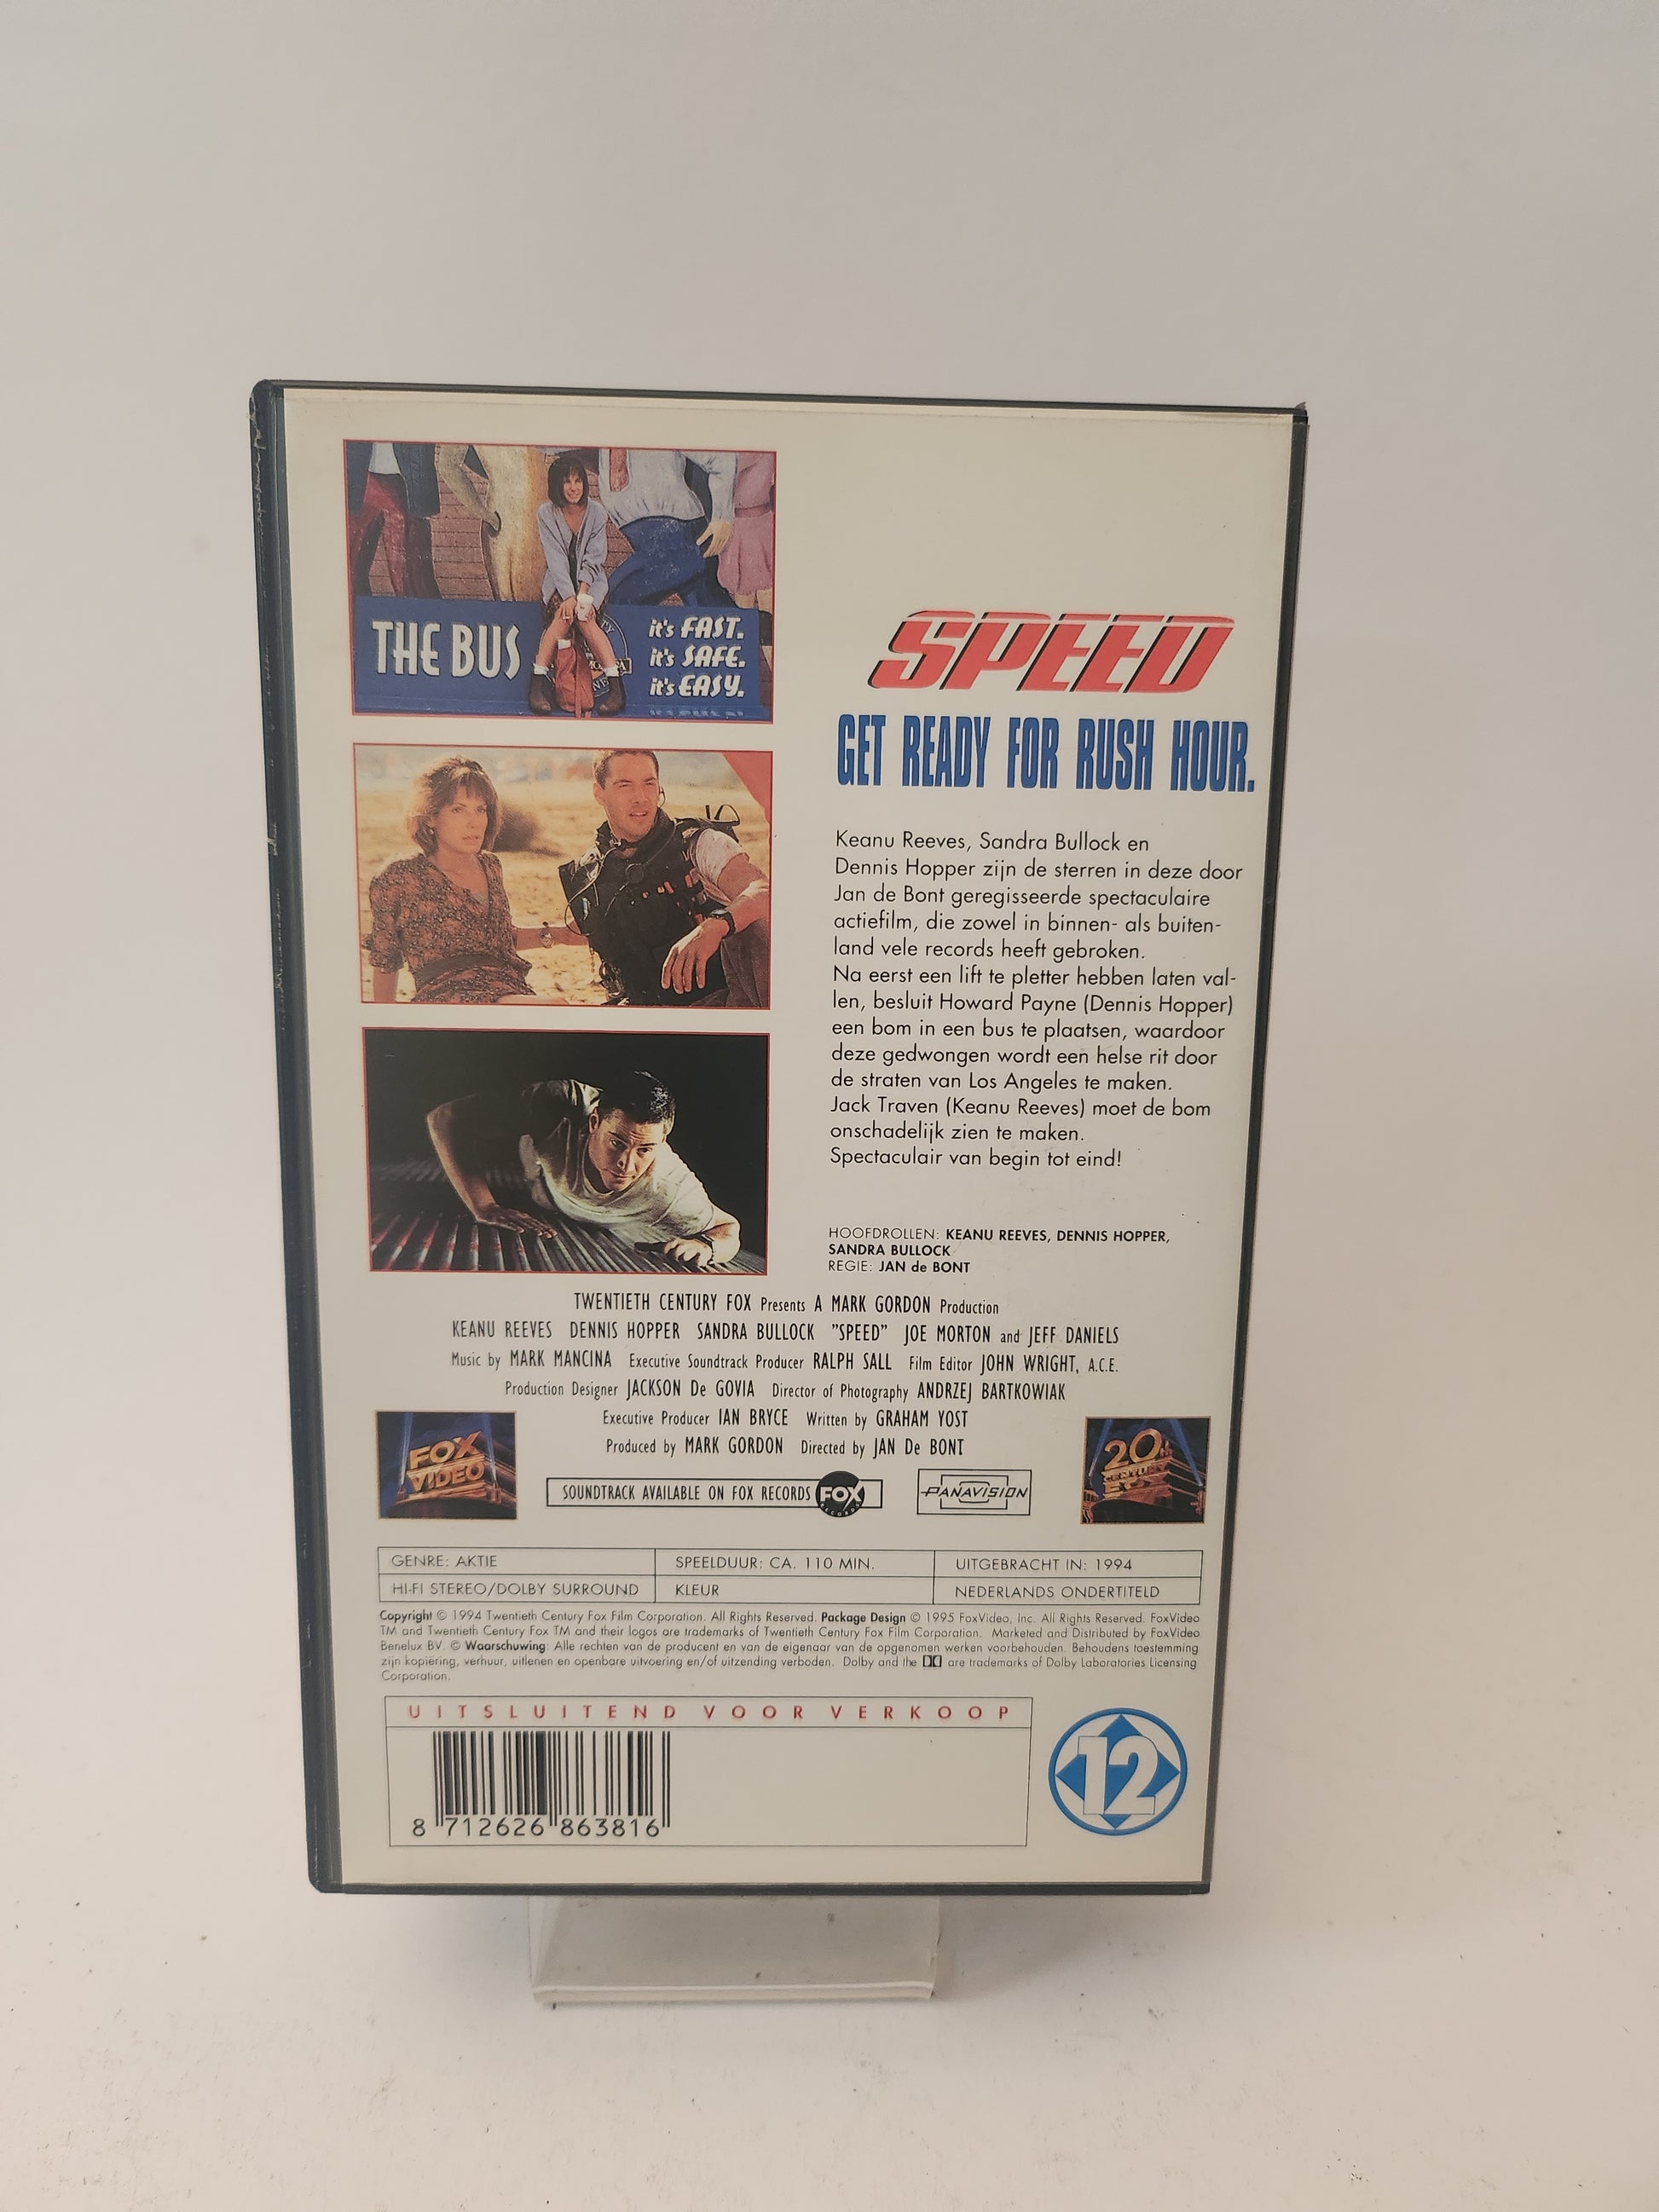 THE BUS
it's FAST.
it's SAFE.
it's EASY.
SPEED
GET READY FOR RUSH HOUR.
Keanu Reeves, Sandra Bullock en
Dennis Hopper zijn de sterren in deze door
Jan de Bont geregisseerde spectaculaire
actiefilm, die zowel in binnen- als buiten-
land vele records heeft gebroken.
Na eerst een lift te pletter hebben laten val-
len, besluit Howard Payne (Dennis Hopper)
een bom in een bus te plaatsen, waardoor
deze gedwongen wordt een helse rit door
de straten van Los Angeles te maken.
Jack Traven (Keanu Reeves) moet de bom
onschadelijk zien te maken.
Spectaculair van begin tot eind!
HOOFDROLLEN: KEANU REEVES, DENNIS HOPPER,
SANDRA BULLOCK
REGIE: JAN de BONT
TWENTIETH CENTURY FOX Presents A MARK GORDON Production
KEANU REEVES DENNIS HOPPER SANDRA BULLOCK "SPEED" JOE MORTON and JEFF DANIELS
Music by MARK MANCINA Executive Soundtrack Producer RALPH SALL Film Editor JOHN WRIGHT, A.C.E.
Production Designer JACKSON De GOVIA Director of Photography ANDRZEJ BARTKOWIAK
Executive Producer IAN BRYCE Written by GRAHAM YOST
Produced by MARK GORDON Directed by JAN De BONT
FOX
VIDEO
SOUNDTRACK AVAILABLE ON FOX RECORDS FOX
RECORDS
PANAVISION
20th
CENTURY
FOX
GENRE: AKTIE SPEELDUUR: CA. 110 MIN. UITGEBRACHT IN: 1994
HI-FI STEREO/DOLBY SURROUND KLEUR NEDERLANDS ONDERTITELD
Copyright © 1994 Twentieth Century Fox Film Corporation. All Rights Reserved. Package Design © 1995 FoxVideo, Inc. All Rights Reserved. FoxVideo
TM and Twentieth Century Fox TM and their logos are trademarks of Twentieth Century Fox Film Corporation. Marketed and Distributed by FoxVideo
Benelux BV. © Waarschuwing: Alle rechten van de producent en van de eigenaar van de opgenomen werken voorbehouden. Behoudens toestemming
zijn kopiëring, verhuur, uitlenen en openbare uitvoering en/of uitzending verboden. Dolby and the are trademarks of Dolby Laboratories Licensing
Corporation.
UITSLUITEND VOOR VERKOOP
8 712626 863816
12